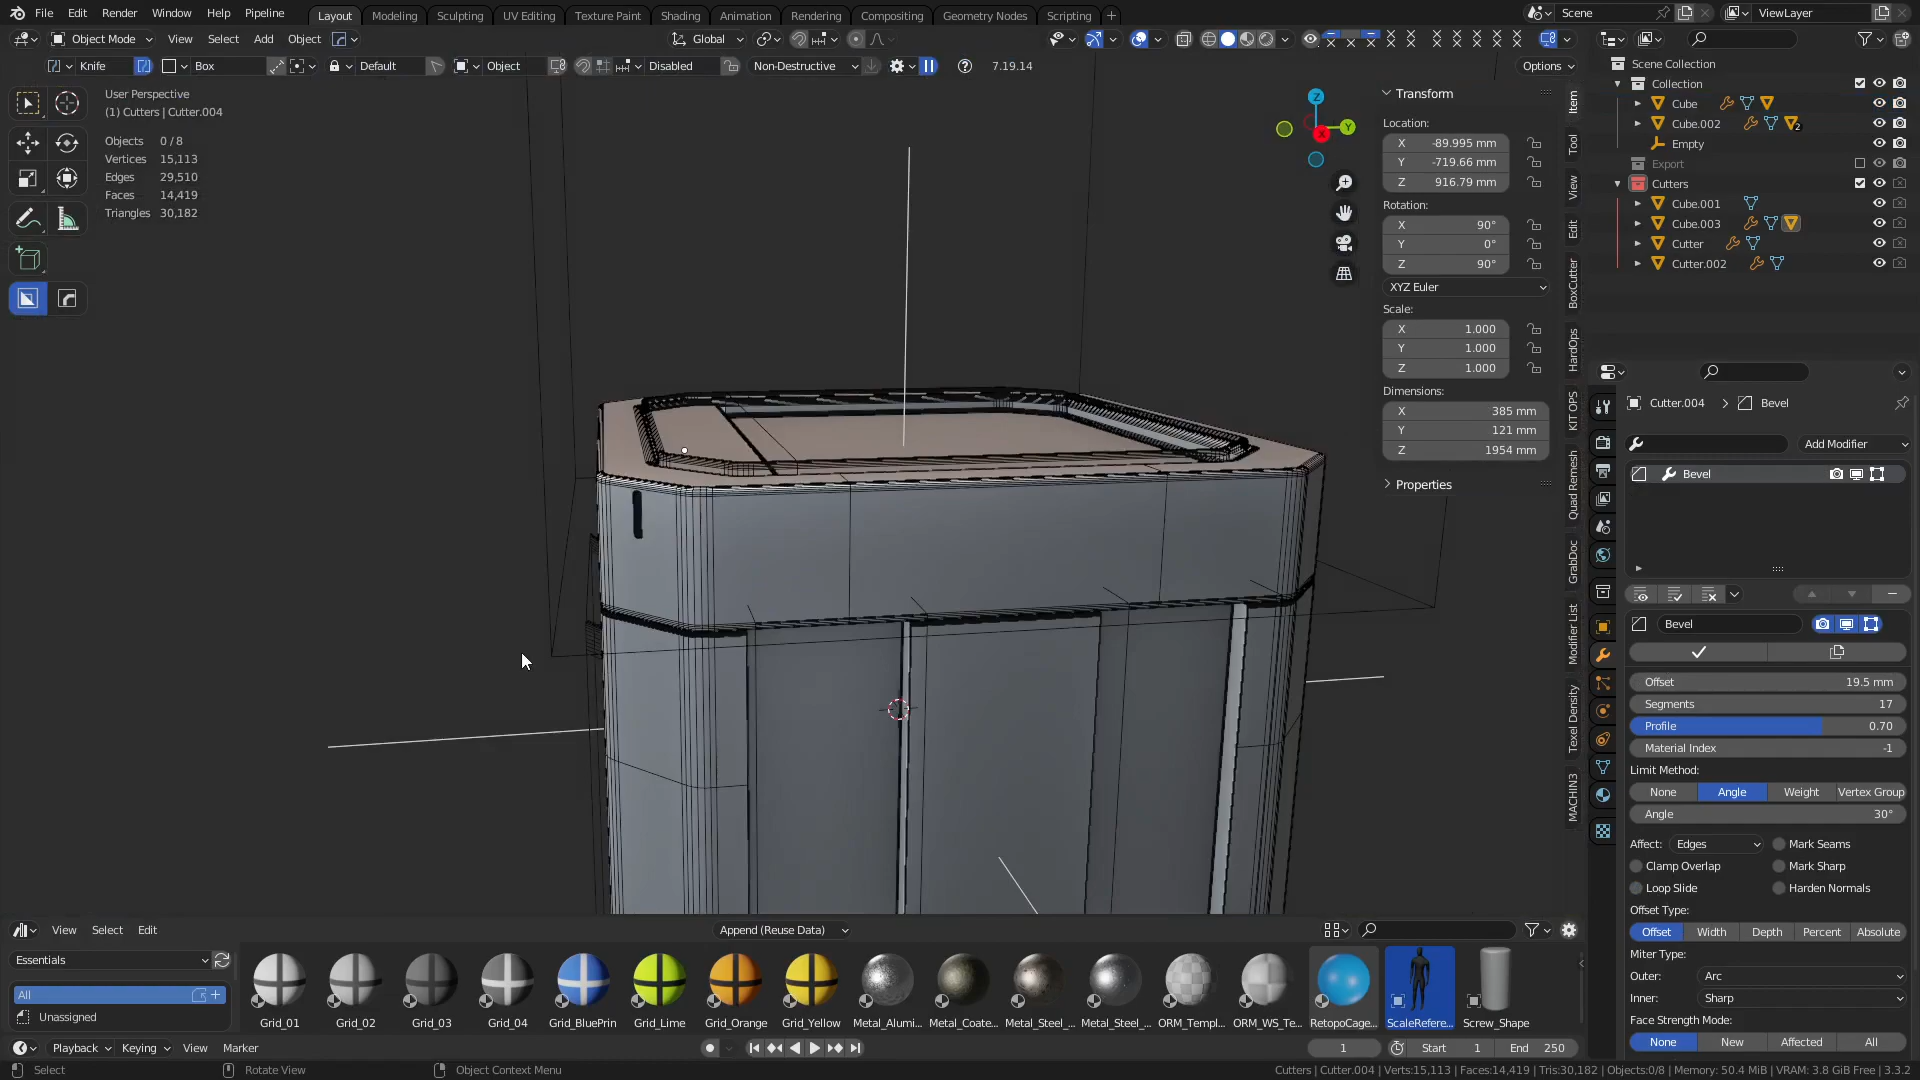 File Edit Render Window Help Pipeline Layout Modeling Sculpting UV Editing Texture Paint Shading Animation Rendering Compositing Geometry Nodes Scripting + Scene ViewLayer
Object Mode View Select Add Object Global
Knife Box Default Object Disabled Non-Destructive 7.19.14 Options
User Perspective
(1) Cutters | Cutter.004
Objects 0/8
Vertices 15,113
Edges 29,510
Faces 14,419
Triangles 30,182
Z
Y
X
Transform
Location:
X -89.995 mm
Y -719.66 mm
Z 916.79 mm
Rotation:
X 90°
Y 0°
Z 90°
XYZ Euler
Scale:
X 1.000
Y 1.000
Z 1.000
Dimensions:
X 385 mm
Y 121 mm
Z 1954 mm
Properties
Item
Tool
View
Edit
BoxCutter
HardOps
KIT OPS
Quad Remesh
GrabDoc
Modifier List
Texel Density
MACHIN3
Scene Collection
Collection
Cube
Cube.002 2
Empty
Export
Cutters
Cube.001
Cube.003
Cutter
Cutter.002
Cutter.004 Bevel
Add Modifier
Bevel
Bevel
Offset 19.5 mm
Segments 17
Profile 0.70
Material Index -1
Limit Method:
None Angle Weight Vertex Group
Angle 30°
Affect: Edges Mark Seams
Clamp Overlap Mark Sharp
Loop Slide Harden Normals
Offset Type:
Offset Width Depth Percent Absolute
Miter Type:
Outer: Arc
Inner: Sharp
Face Strength Mode:
None New Affected All
View Select Edit Append (Reuse Data)
Essentials
All
Unassigned
Grid_01 Grid_02 Grid_03 Grid_04 Grid_BluePrin Grid_Lime Grid_Orange Grid_Yellow Metal_Alumi... Metal_Coate... Metal_Steel_... Metal_Steel_... ORM_Templ... ORM_WS_Te... RetopoCage... ScaleRefere... Screw_Shape
Playback Keying View Marker 1 Start 1 End 250
Select Rotate View Object Context Menu Cutters | Cutter.004 | Verts:15,113 | Faces:14,419 | Tris:30,182 | Objects:0/8 | Memory: 50.4 MiB | VRAM: 3.8 GiB Free | 3.3.2